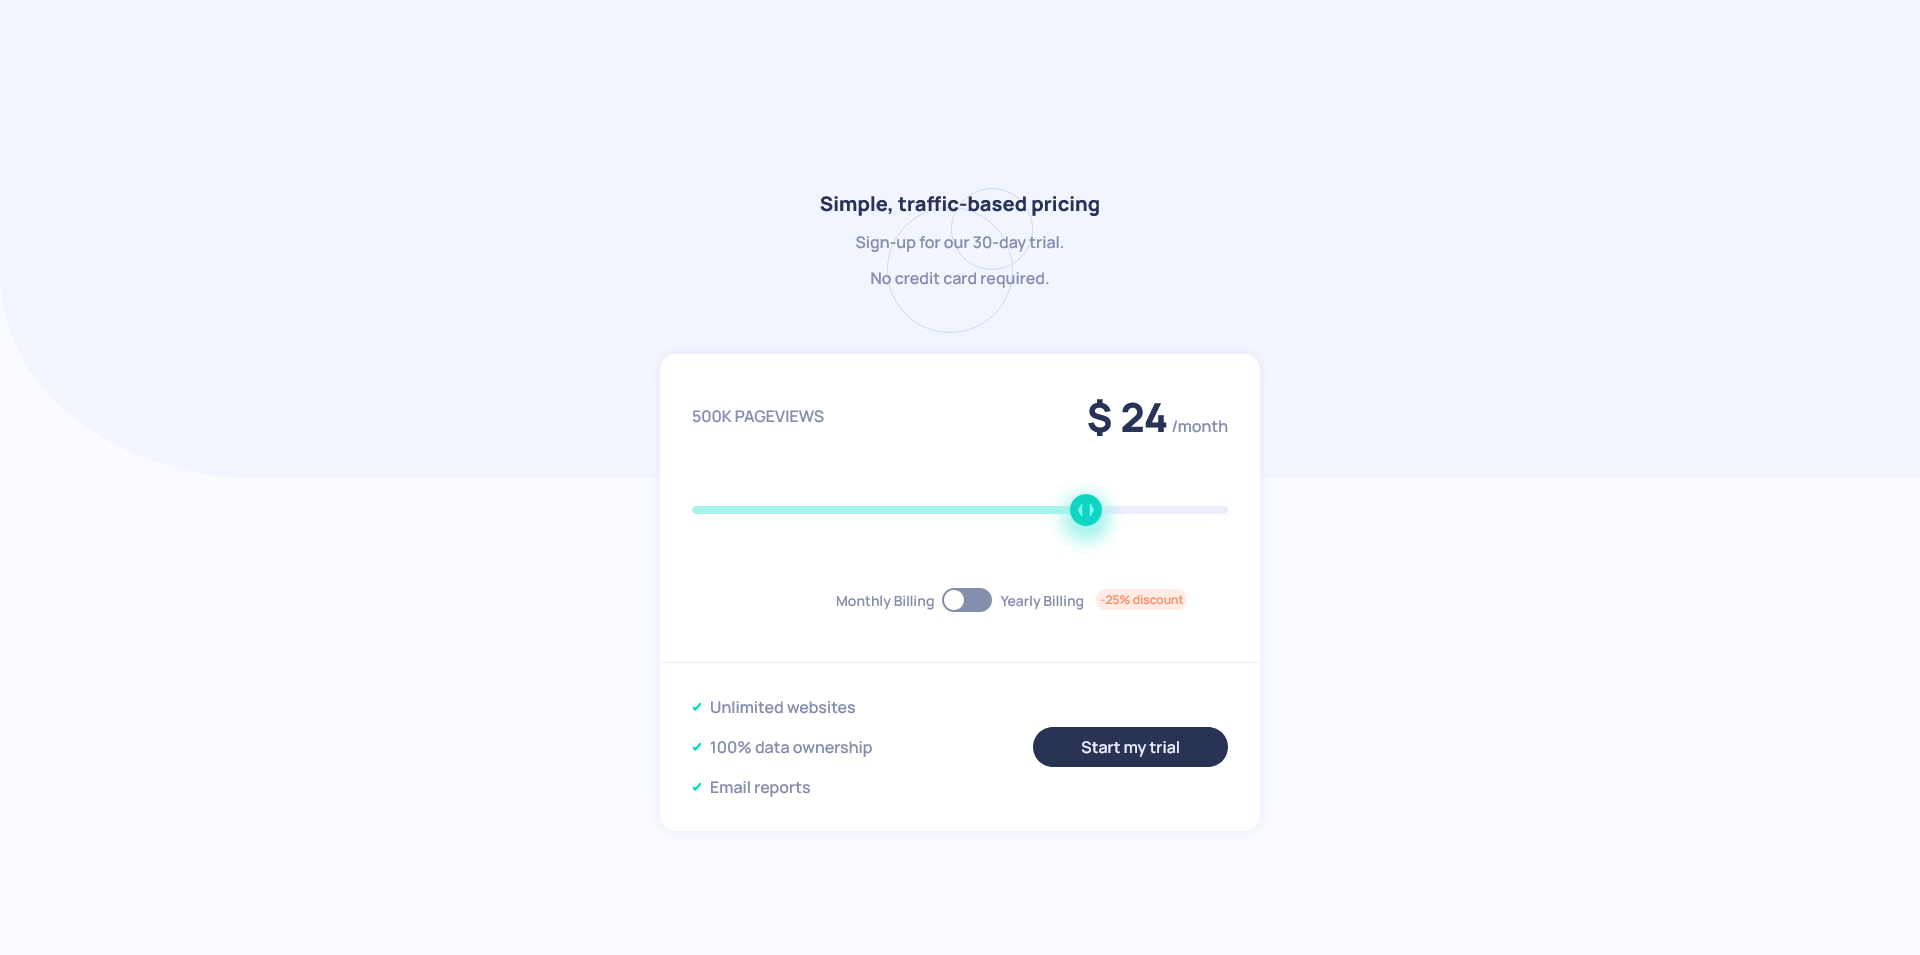 Simple, traffic-based pricing
Sign-up for our 30-day trial.
No credit card required.
500K PAGEVIEWS
$ 24 /month
Monthly Billing
Yearly Billing
-25% discount
Unlimited websites
100% data ownership
Email reports
Start my trial